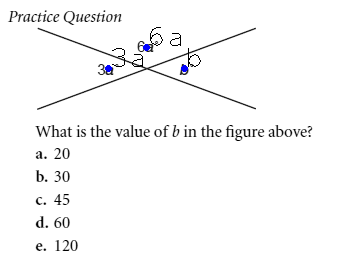 Practice Question
6a
6a°
3a
3a°
b
b°
What is the value of b in the figure above?
a. 20
b. 30
c. 45
d. 60
e. 120